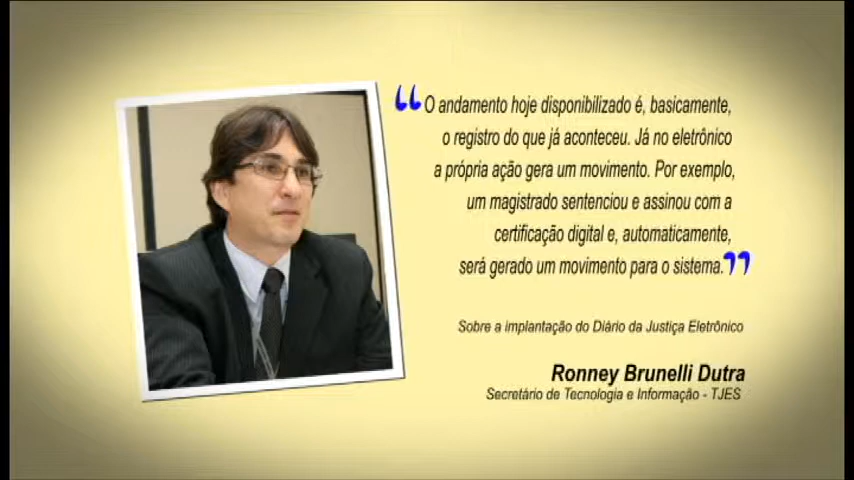 “O andamento hoje disponibilizado é, basicamente,
o registro do que já aconteceu. Já no eletrônico
a própria ação gera um movimento. Por exemplo,
um magistrado sentenciou e assinou com a
certificação digital e, automaticamente,
será gerado um movimento para o sistema.”
Sobre a implantação do Diário da Justiça Eletrônico
Ronney Brunelli Dutra
Secretário de Tecnologia e Informação - TJES